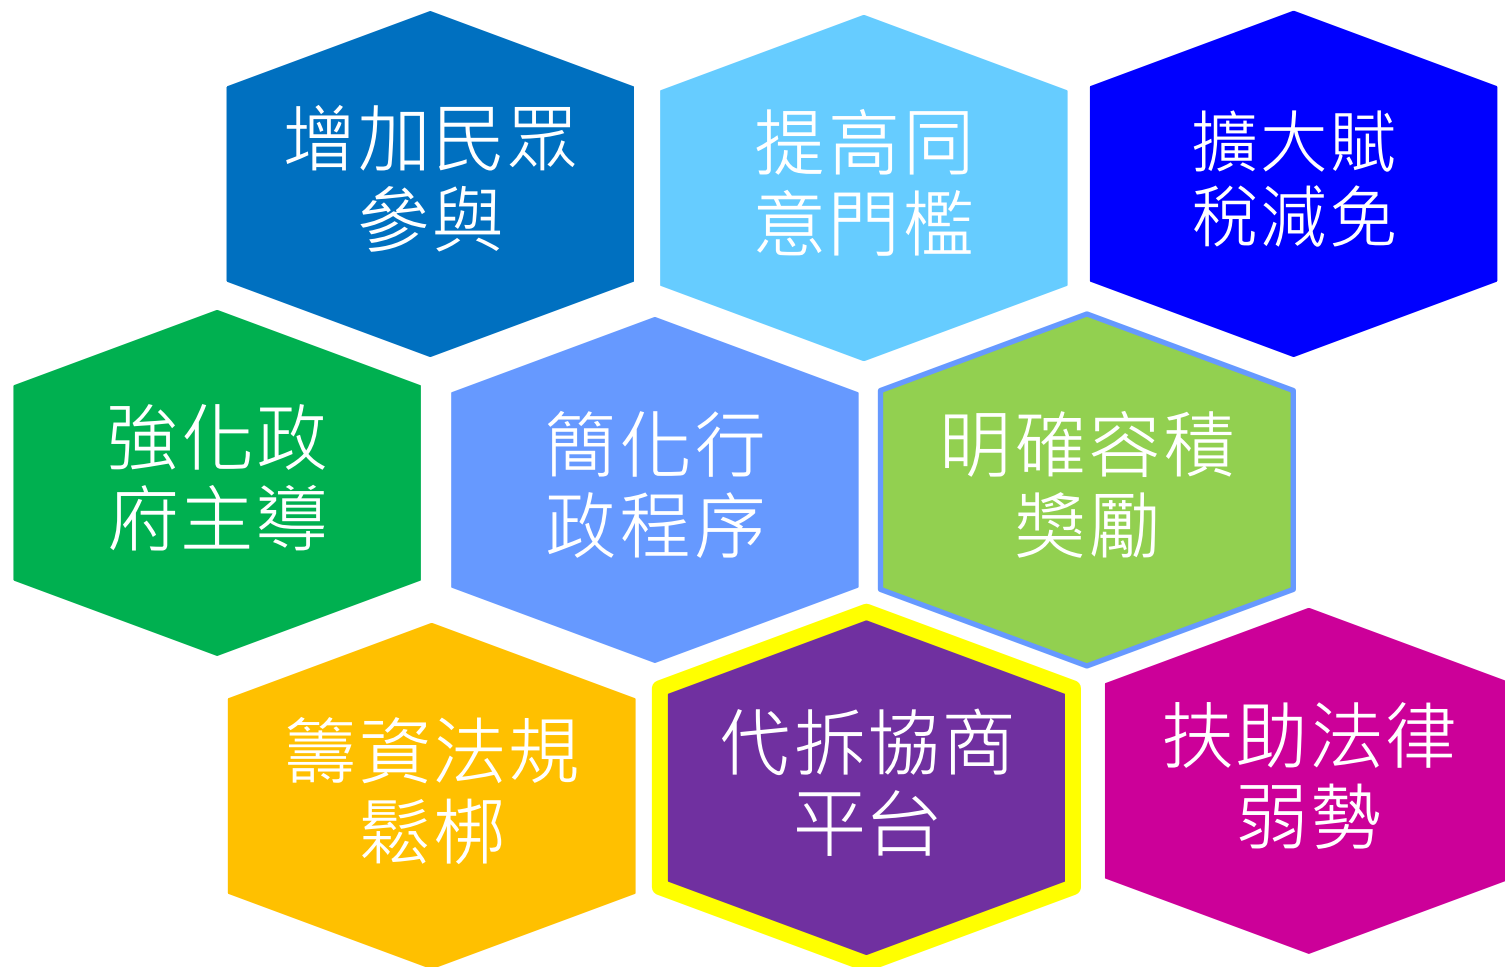 增加民眾
參與
提高同
意門檻
擴大賦
稅減免
強化政
府主導
簡化行
政程序
明確容積
獎勵
籌資法規
鬆梆
代拆協商
平台
扶助法律
弱勢